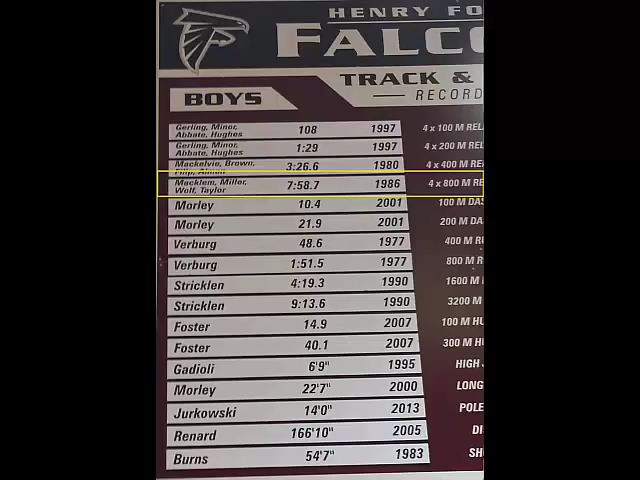 HENRY FO
FALCO
TRACK &
RECORD
BOYS
Gerling, Minor,
Abbate, Hughes 108 1997 4 x 100 M REL
Gerling, Minor,
Abbate, Hughes 1:29 1997 4 x 200 M REL
Mackelvie, Brown,
3:26.6 1980 4 x 400 M RE
Macklem, Miller,
Wolf, Taylor 7:58.7 1986 4 x 800 M RE
Morley 10.4 2001 100 M DAS
Morley 21.9 2001 200 M DA
Verburg 48.6 1977 400 M R
Verburg 1:51.5 1977 800 M R
Stricklen 4:19.3 1990 1600 M
Stricklen 9:13.6 1990 3200 M
Foster 14.9 2007 100 M HU
Foster 40.1 2007 300 M H
Gadioli 6'9" 1995 HIGH
Morley 22'7" 2000 LONG
Jurkowski 14'0" 2013 POLE
Renard 166'10" 2005 DI
Burns 54'7" 1983 SH